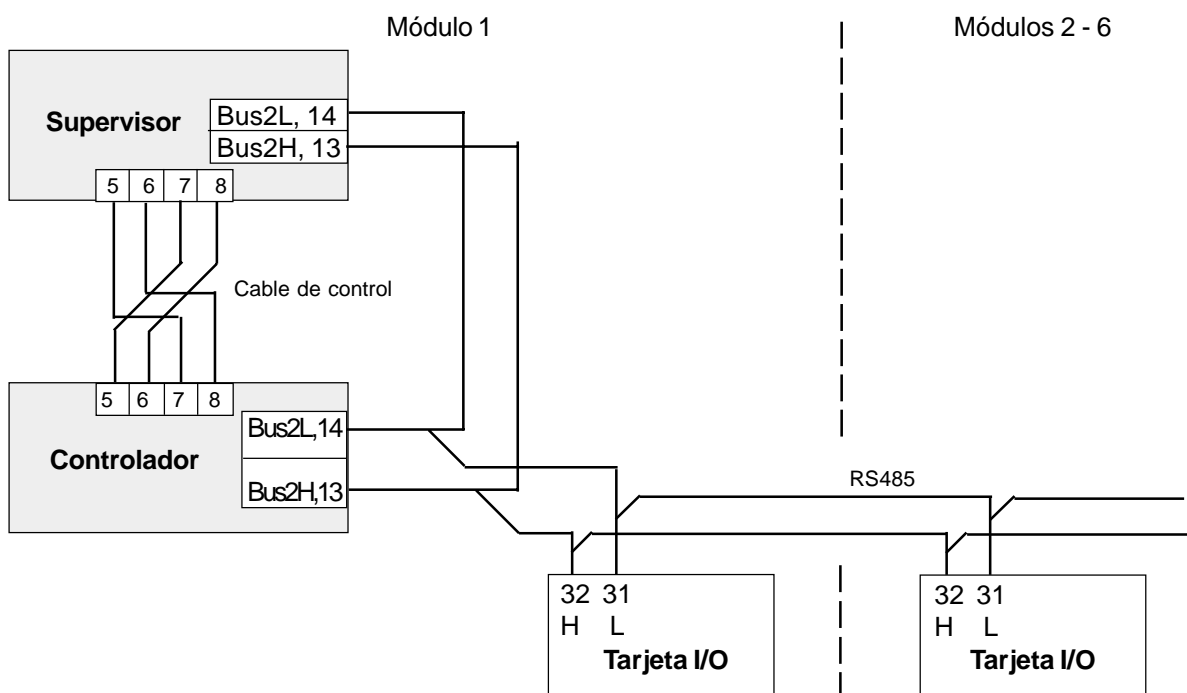 Módulo 1
Módulos 2 - 6
Supervisor
Bus2L, 14
Bus2H, 13
5 6 7 8
Cable de control
5 6 7 8
Bus2L,14
Controlador
Bus2H,13
RS485
32 31
H L
Tarjeta I/O
32 31
H L
Tarjeta I/O